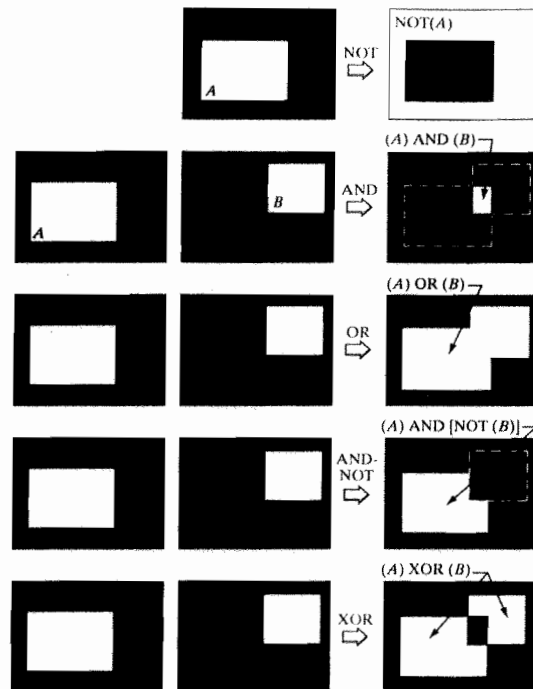 NOT(A)
NOT
A
(A) AND (B)
AND
A
B
(A) OR (B)
OR
(A) AND [NOT (B)]
AND-
NOT
(A) XOR (B)
XOR